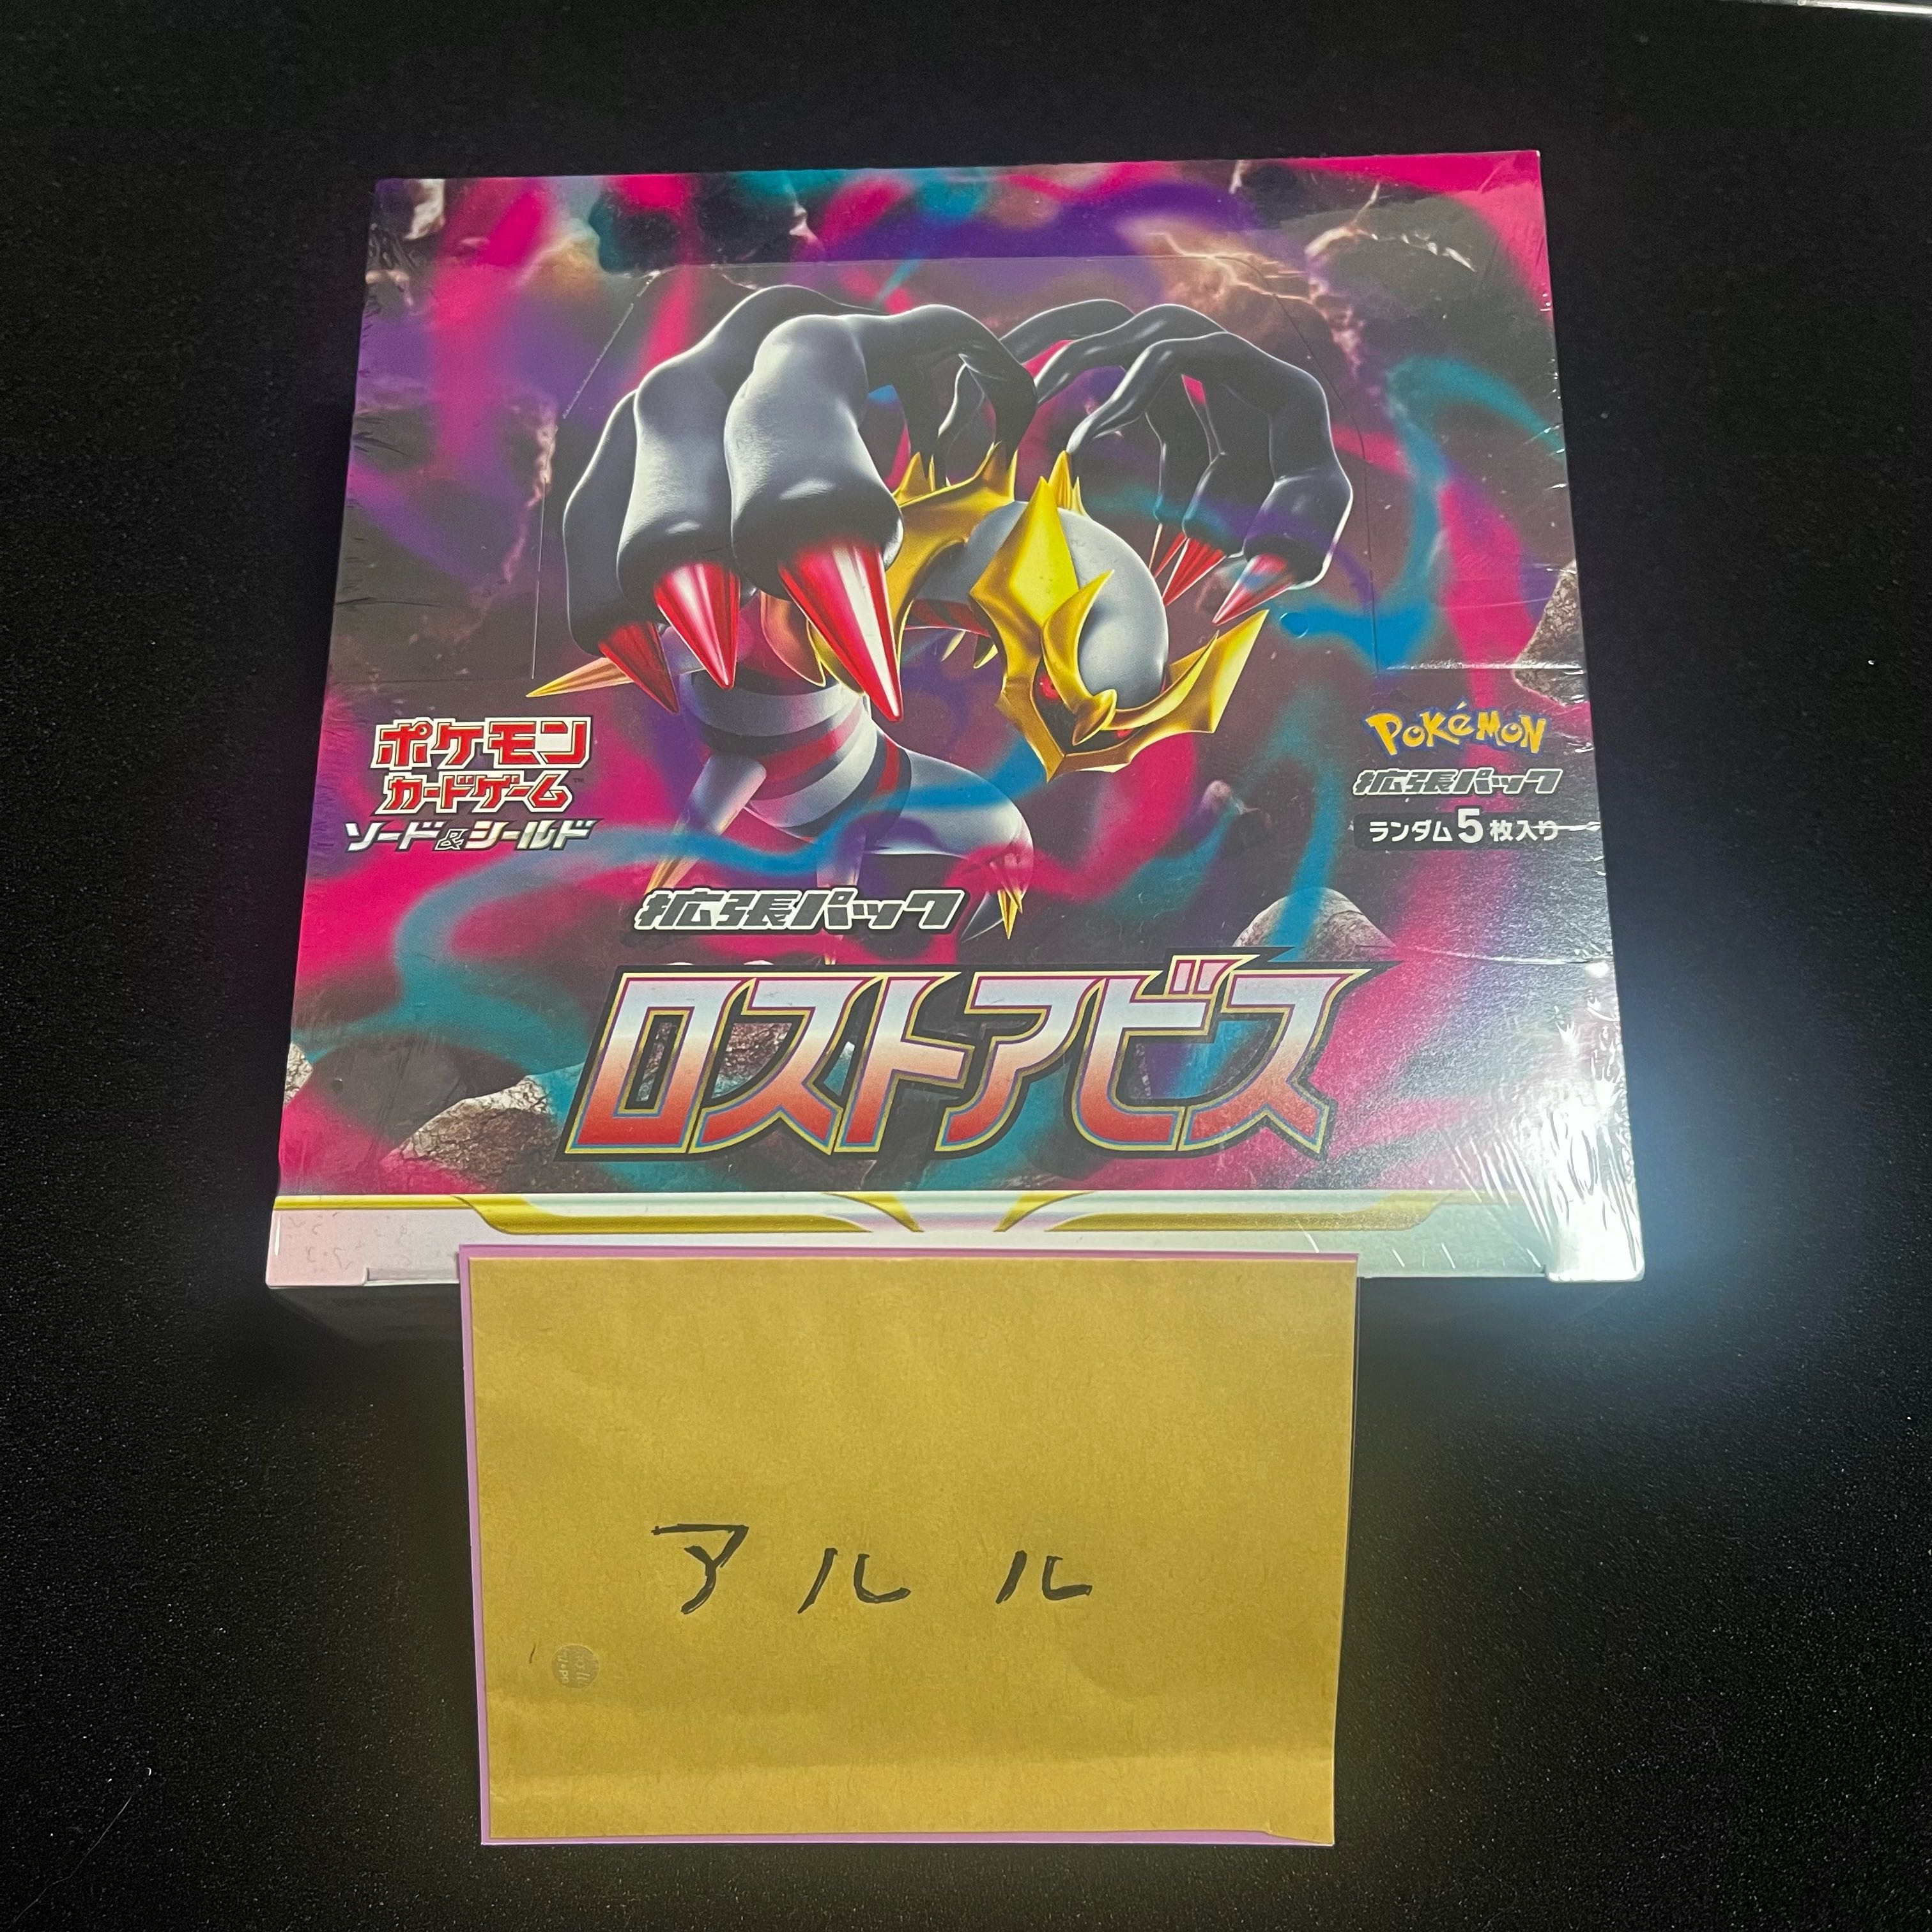 ポケモン
カードゲーム
ソード&シールド
POKéMON
拡張パック
ランダム5枚入り
拡張パック
ロストアビス
アルル